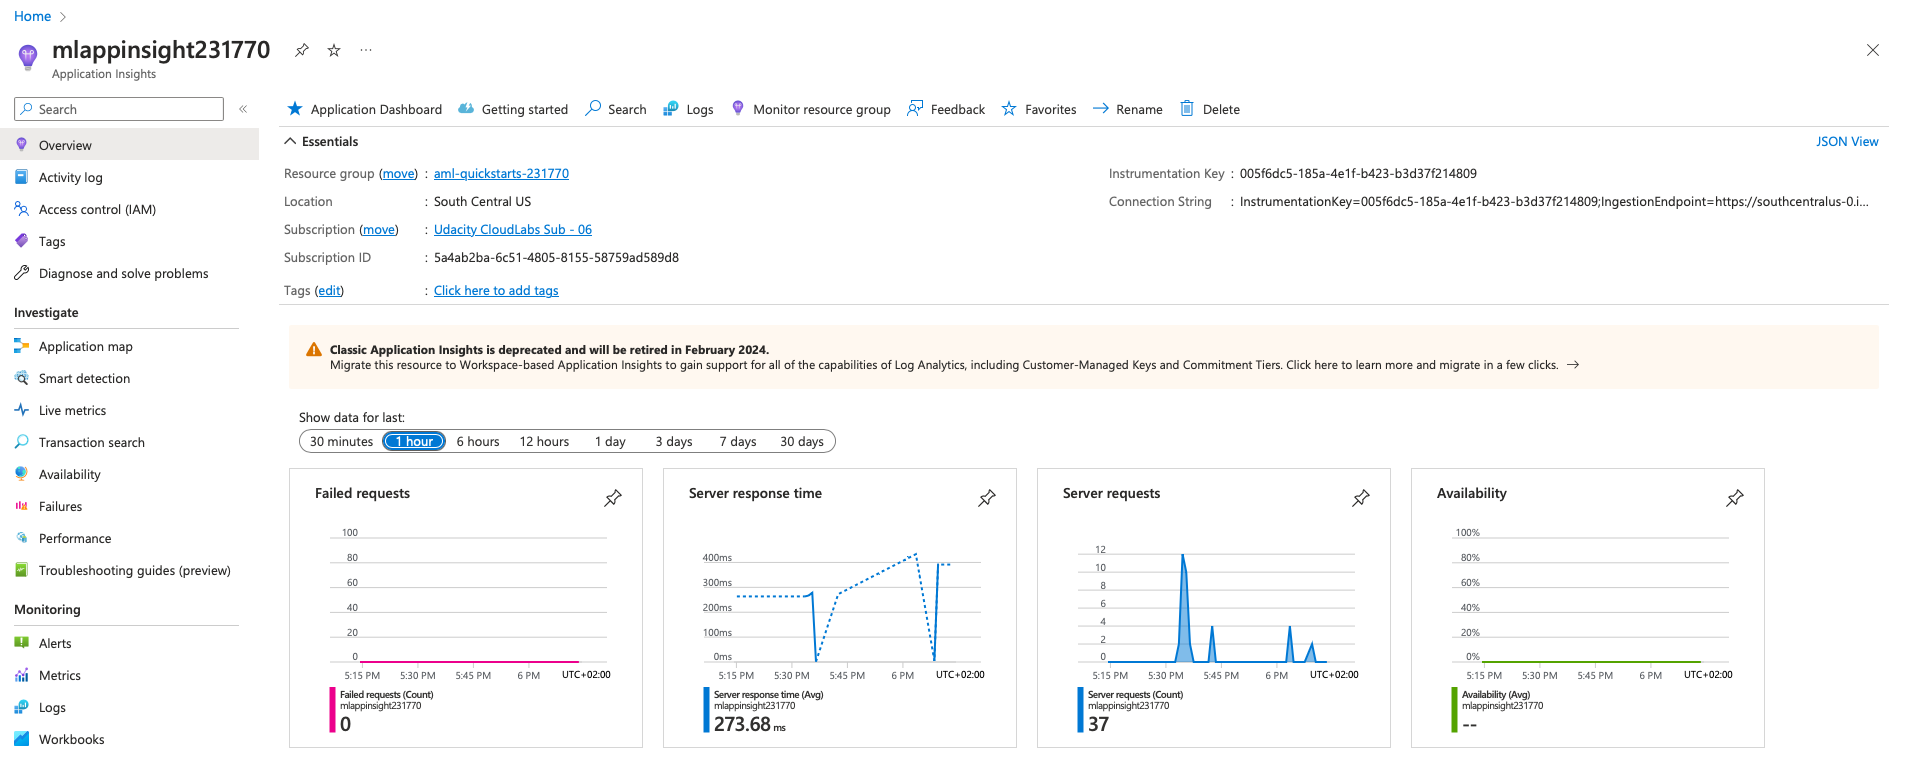 Home
mlappinsight231770
Application Insights
Search
Overview
Activity log
Access control (IAM)
Tags
Diagnose and solve problems
Investigate
Application map
Smart detection
Live metrics
Transaction search
Availability
Failures
Performance
Troubleshooting guides (preview)
Monitoring
Alerts
Metrics
Logs
Workbooks
Application Dashboard Getting started Search Logs Monitor resource group Feedback Favorites Rename Delete
Essentials
JSON View
Resource group (move) : aml-quickstarts-231770
Location : South Central US
Subscription (move) : Udacity CloudLabs Sub - 06
Subscription ID : 5a4ab2ba-6c51-4805-8155-58759ad589d8
Tags (edit) : Click here to add tags
Instrumentation Key : 005f6dc5-185a-4e1f-b423-b3d37f214809
Connection String : InstrumentationKey=005f6dc5-185a-4e1f-b423-b3d37f214809;IngestionEndpoint=https://southcentralus-0.i...
Classic Application Insights is deprecated and will be retired in February 2024.
Migrate this resource to Workspace-based Application Insights to gain support for all of the capabilities of Log Analytics, including Customer-Managed Keys and Commitment Tiers. Click here to learn more and migrate in a few clicks.
Show data for last:
30 minutes 1 hour 6 hours 12 hours 1 day 3 days 7 days 30 days
Failed requests
100
80
60
40
20
0
5:15 PM 5:30 PM 5:45 PM 6 PM UTC+02:00
Failed requests (Count)
mlappinsight231770
0
Server response time
400ms
300ms
200ms
100ms
0ms
5:15 PM 5:30 PM 5:45 PM 6 PM UTC+02:00
Server response time (Avg)
mlappinsight231770
273.68 ms
Server requests
12
10
8
6
4
2
0
5:15 PM 5:30 PM 5:45 PM 6 PM UTC+02:00
Server requests (Count)
mlappinsight231770
37
Availability
100%
80%
60%
40%
20%
0%
5:15 PM 5:30 PM 5:45 PM 6 PM UTC+02:00
Availability (Avg)
mlappinsight231770
--